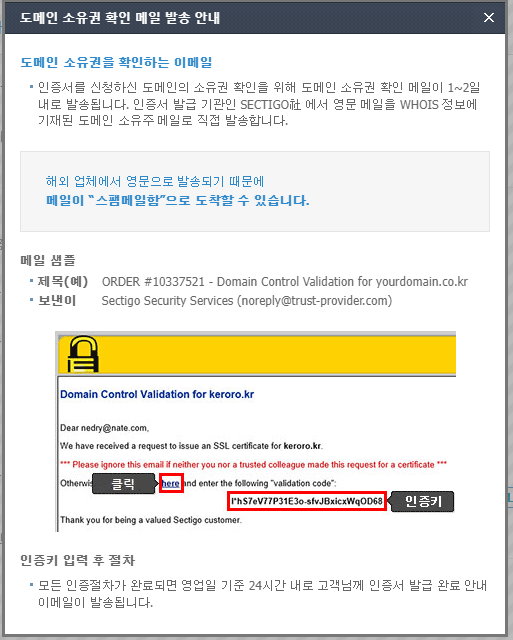 도메인 소유권 확인 메일 발송 안내
도메인 소유권을 확인하는 이메일
• 인증서를 신청하신 도메인의 소유권 확인을 위해 도메인 소유권 확인 메일이 1~2일
내로 발송됩니다. 인증서 발급 기관인 SECTIGO社 에서 영문 메일을 WHOIS 정보에
기재된 도메인 소유주 메일로 직접 발송합니다.
해외 업체에서 영문으로 발송되기 때문에
메일이 “스팸메일함”으로 도착할 수 있습니다.
메일 샘플
• 제목(예) ORDER #10337521 - Domain Control Validation for yourdomain.co.kr
• 보낸이 Sectigo Security Services (noreply@trust-provider.com)
Domain Control Validation for keroro.kr
Dear nedry@nate.com,
We have received a request to issue an SSL certificate for keroro.kr.
*** Please ignore this email if neither you nor a trusted colleague made this request for a certificate ***
Otherwis 클릭 here and enter the following "validation code":
I*hS7eV77P31E3o-sfvJBxicxWqOD68 인증키
Thank you for being a valued Sectigo customer.
인증키 입력 후 절차
• 모든 인증절차가 완료되면 영업일 기준 24시간 내로 고객님께 인증서 발급 완료 안내
이메일이 발송됩니다.